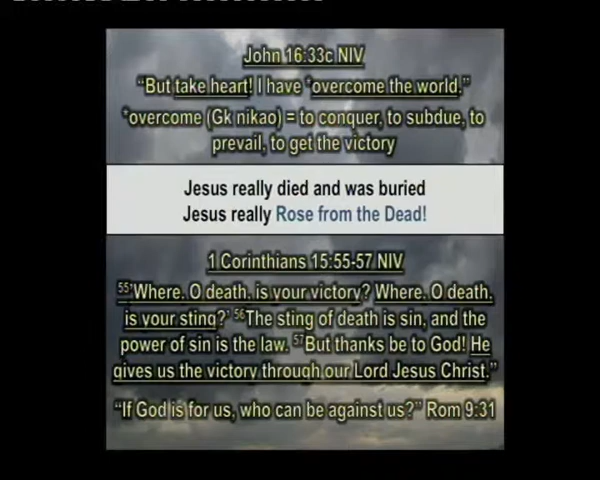 John 16:33c NIV
“But take heart! I have *overcome the world.”
*overcome (Gk nikao) = to conquer, to subdue, to
prevail, to get the victory
Jesus really died and was buried
Jesus really Rose from the Dead!
1 Corinthians 15:55-57 NIV
55‘Where, O death, is your victory? Where, O death,
is your sting?’ 56The sting of death is sin, and the
power of sin is the law. 57But thanks be to God! He
gives us the victory through our Lord Jesus Christ.”
“If God is for us, who can be against us?” Rom 9:31